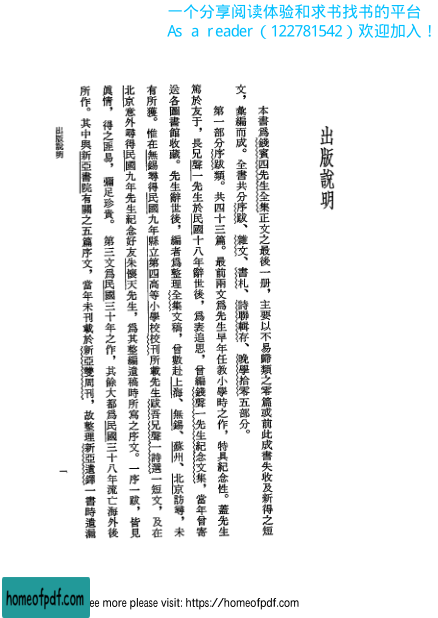 一个分享阅读体验和求书找书的平台
As a reader（122781542）欢迎加入！
出版說明
本書爲錢賓四先生全集正文之最後一册，主要以不易歸類之零篇或前此成書失收及新得之短
文，彙編而成。全書共分序跋、雜文、書札、詩聯輯存、晚學拾零五部分。
第一部分序跋類。共四十三篇。最前兩文爲先生早年任教小學時之作，特具紀念性。蓋先生
篤於友于，長兄聲一先生於民國十八年辭世後，爲表追思，曾編錢聲一先生紀念文集，當年曾寄
送各圖書館收藏。先生辭世後，編者爲整理全集文稿，曾數赴上海、無錫、蘇州、北京訪尋，未
有所獲。惟在無錫尋得民國九年縣立第四高等小學校校刊所載先生跋吾兄聲一詩選一短文，及在
北京意外尋得民國九年先生紀念好友朱懷天先生，爲其整編遺稿時所寫之序文。一序一跋，皆見
眞情，得之匪易，彌足珍貴。第三文爲民國三十年之作，其餘大都爲民國三十八年流亡海外後
所作。其中與新亞書院有關之五篇序文，當年未刊載於新亞雙周刊，故整理新亞遺鐸一書時遺漏
出版說明
一
homeofpdf.com
ee more please visit: https://homeofpdf.com